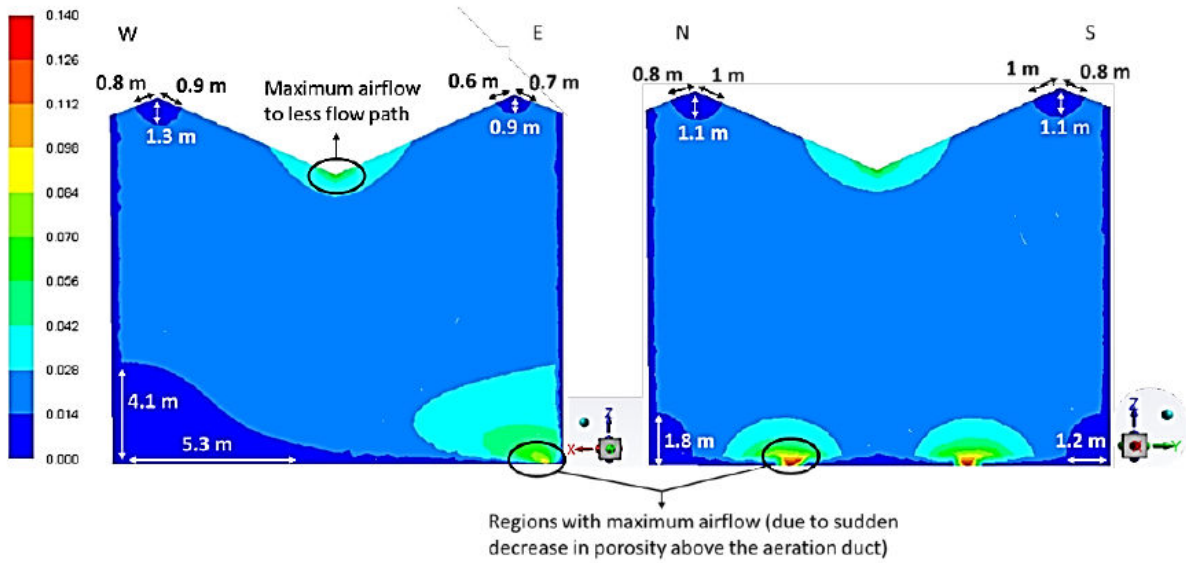 0.140
0.126
0.112
0.098
0.084
0.070
0.056
0.042
0.028
0.014
0.000
W
E
0.8 m
0.9 m
1.3 m
Maximum airflow
to less flow path
0.6 m
0.7 m
0.9 m
4.1 m
5.3 m
Z
X
N
S
0.8 m
1 m
1.1 m
1 m
0.8 m
1.1 m
1.8 m
1.2 m
Z
X
Y
Regions with maximum airflow (due to sudden
decrease in porosity above the aeration duct)